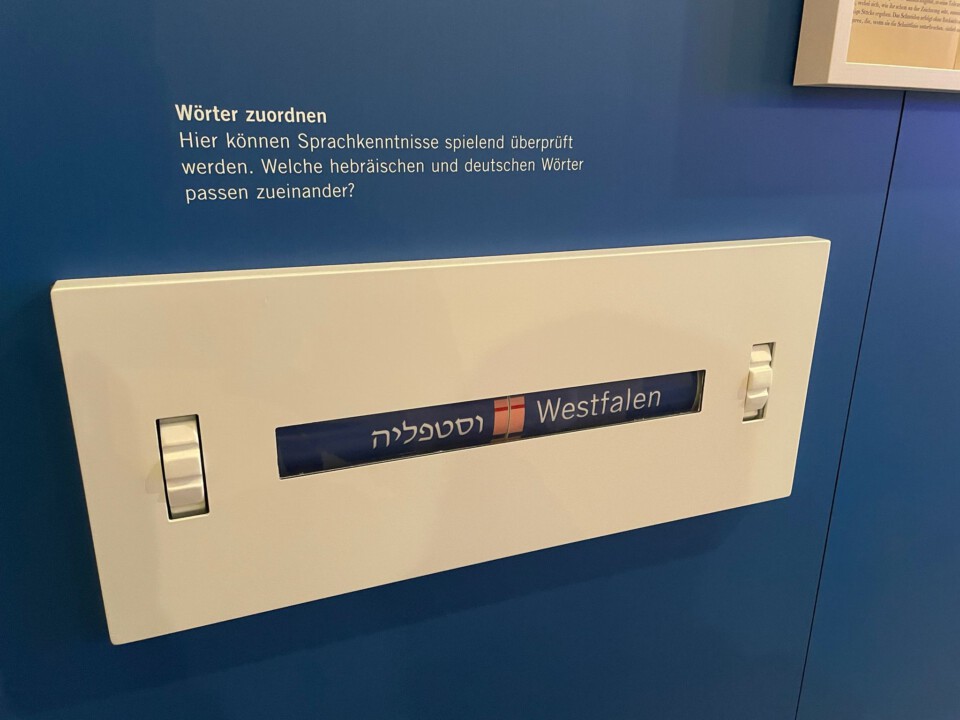 Wörter zuordnen
Hier können Sprachkenntnisse spielend überprüft
werden. Welche hebräischen und deutschen Wörter
passen zueinander?
וסטפליה Westfalen